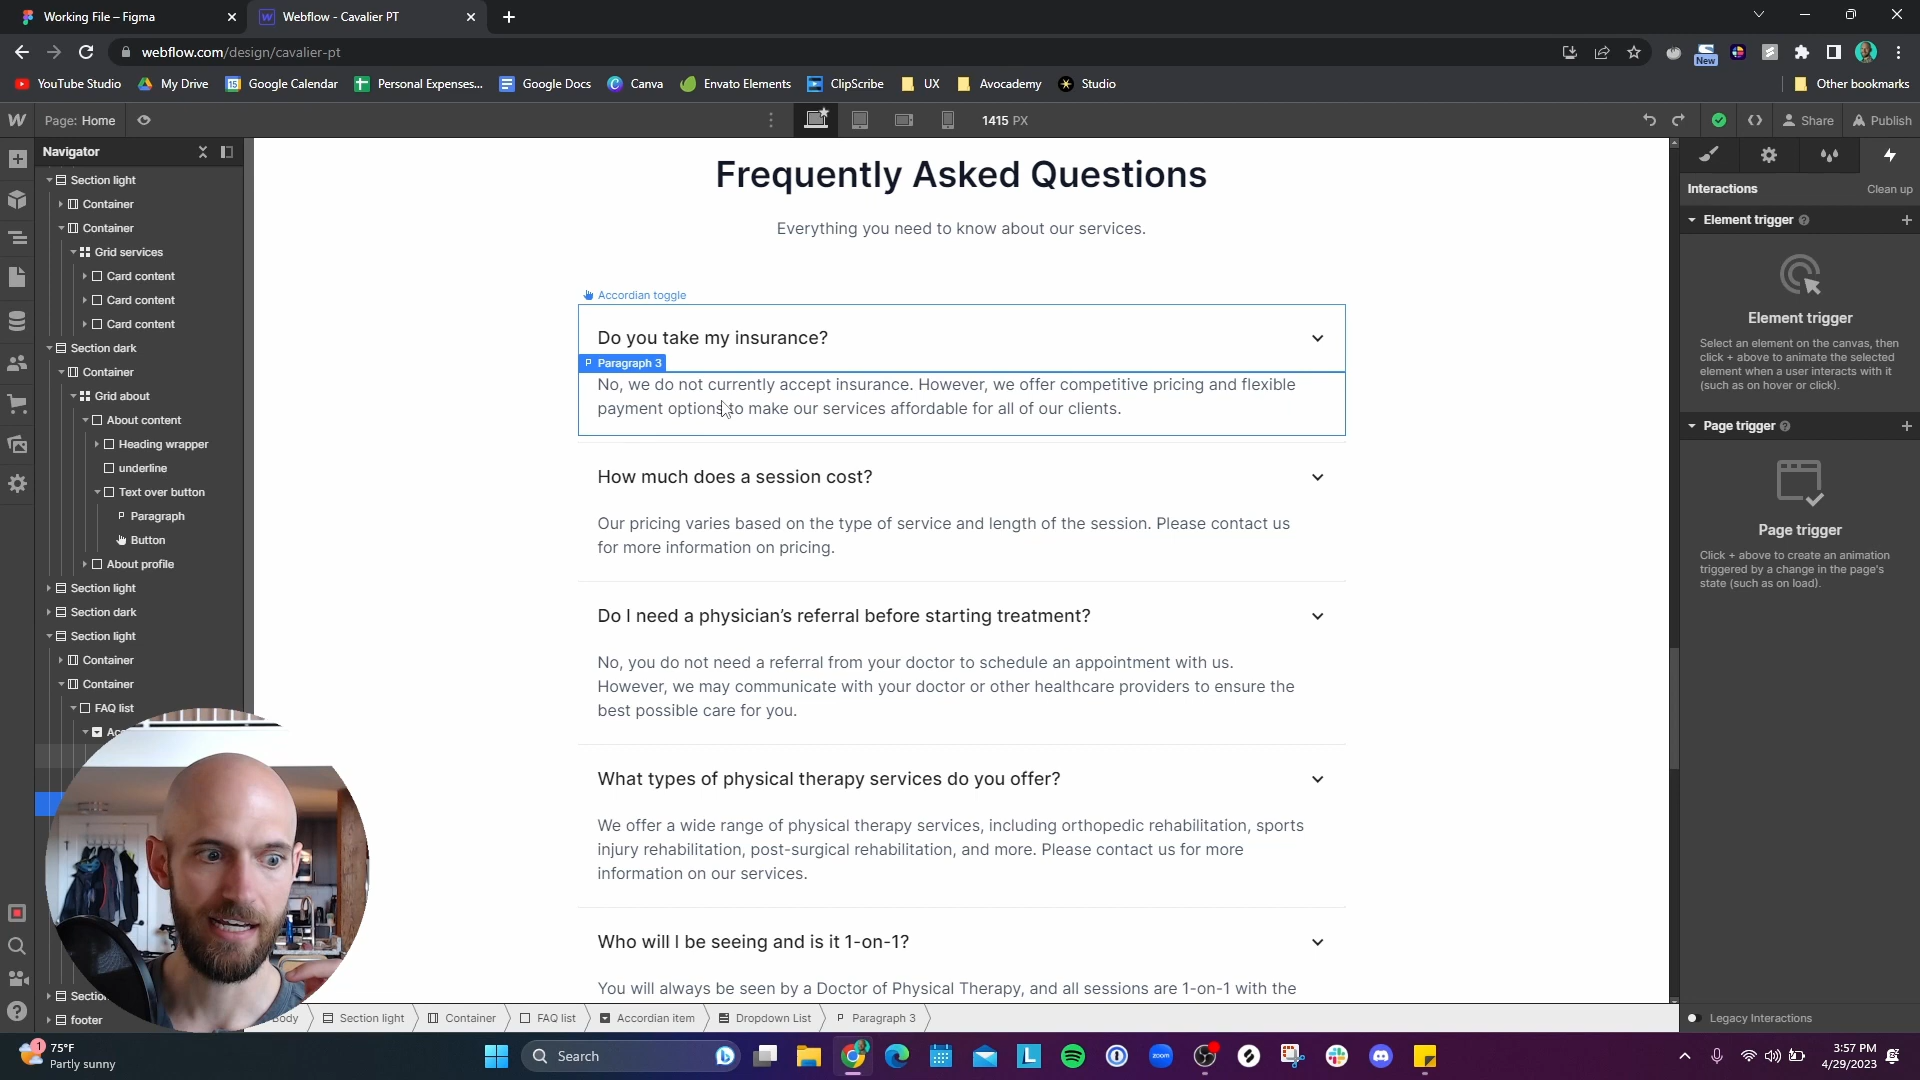 Working File – Figma
Webflow - Cavalier PT
webflow.com/design/cavalier-pt
New
YouTube Studio
My Drive
Google Calendar
Personal Expenses...
Google Docs
Canva
Envato Elements
ClipScribe
UX
Avocademy
Studio
Other bookmarks
Page: Home
1415 PX
Share
Publish
Navigator
Section light
Container
Container
Grid services
Card content
Card content
Card content
Section dark
Container
Grid about
About content
Heading wrapper
underline
Text over button
Paragraph
Button
About profile
Section light
Section dark
Section light
Container
Container
FAQ list
footer
Frequently Asked Questions
Everything you need to know about our services.
Accordian toggle
Do you take my insurance?
Paragraph 3
No, we do not currently accept insurance. However, we offer competitive pricing and flexible
payment options to make our services affordable for all of our clients.
How much does a session cost?
Our pricing varies based on the type of service and length of the session. Please contact us
for more information on pricing.
Do I need a physician’s referral before starting treatment?
No, you do not need a referral from your doctor to schedule an appointment with us.
However, we may communicate with your doctor or other healthcare providers to ensure the
best possible care for you.
What types of physical therapy services do you offer?
We offer a wide range of physical therapy services, including orthopedic rehabilitation, sports
injury rehabilitation, post-surgical rehabilitation, and more. Please contact us for more
information on our services.
Who will I be seeing and is it 1-on-1?
You will always be seen by a Doctor of Physical Therapy, and all sessions are 1-on-1 with the
Section light
Container
FAQ list
Accordian item
Dropdown List
Paragraph 3
Interactions
Clean up
Element trigger
Element trigger
Select an element on the canvas, then
click + above to animate the selected
element when a user interacts with it
(such as on hover or click).
Page trigger
Page trigger
Click + above to create an animation
triggered by a change in the page's
state (such as on load).
Legacy Interactions
1
75°F
Partly sunny
Search
zoom
3:57 PM
4/29/2023